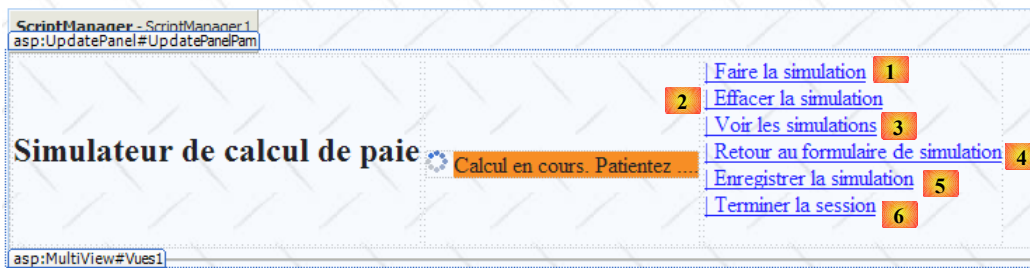 ScriptManager - ScriptManager1
asp:UpdatePanel#UpdatePanelPam
| Faire la simulation 1
2 | Effacer la simulation
| Voir les simulations 3
Simulateur de calcul de paie
Calcul en cours. Patientez ....
| Retour au formulaire de simulation 4
| Enregistrer la simulation 5
| Terminer la session 6
asp:MultiView#Vues1